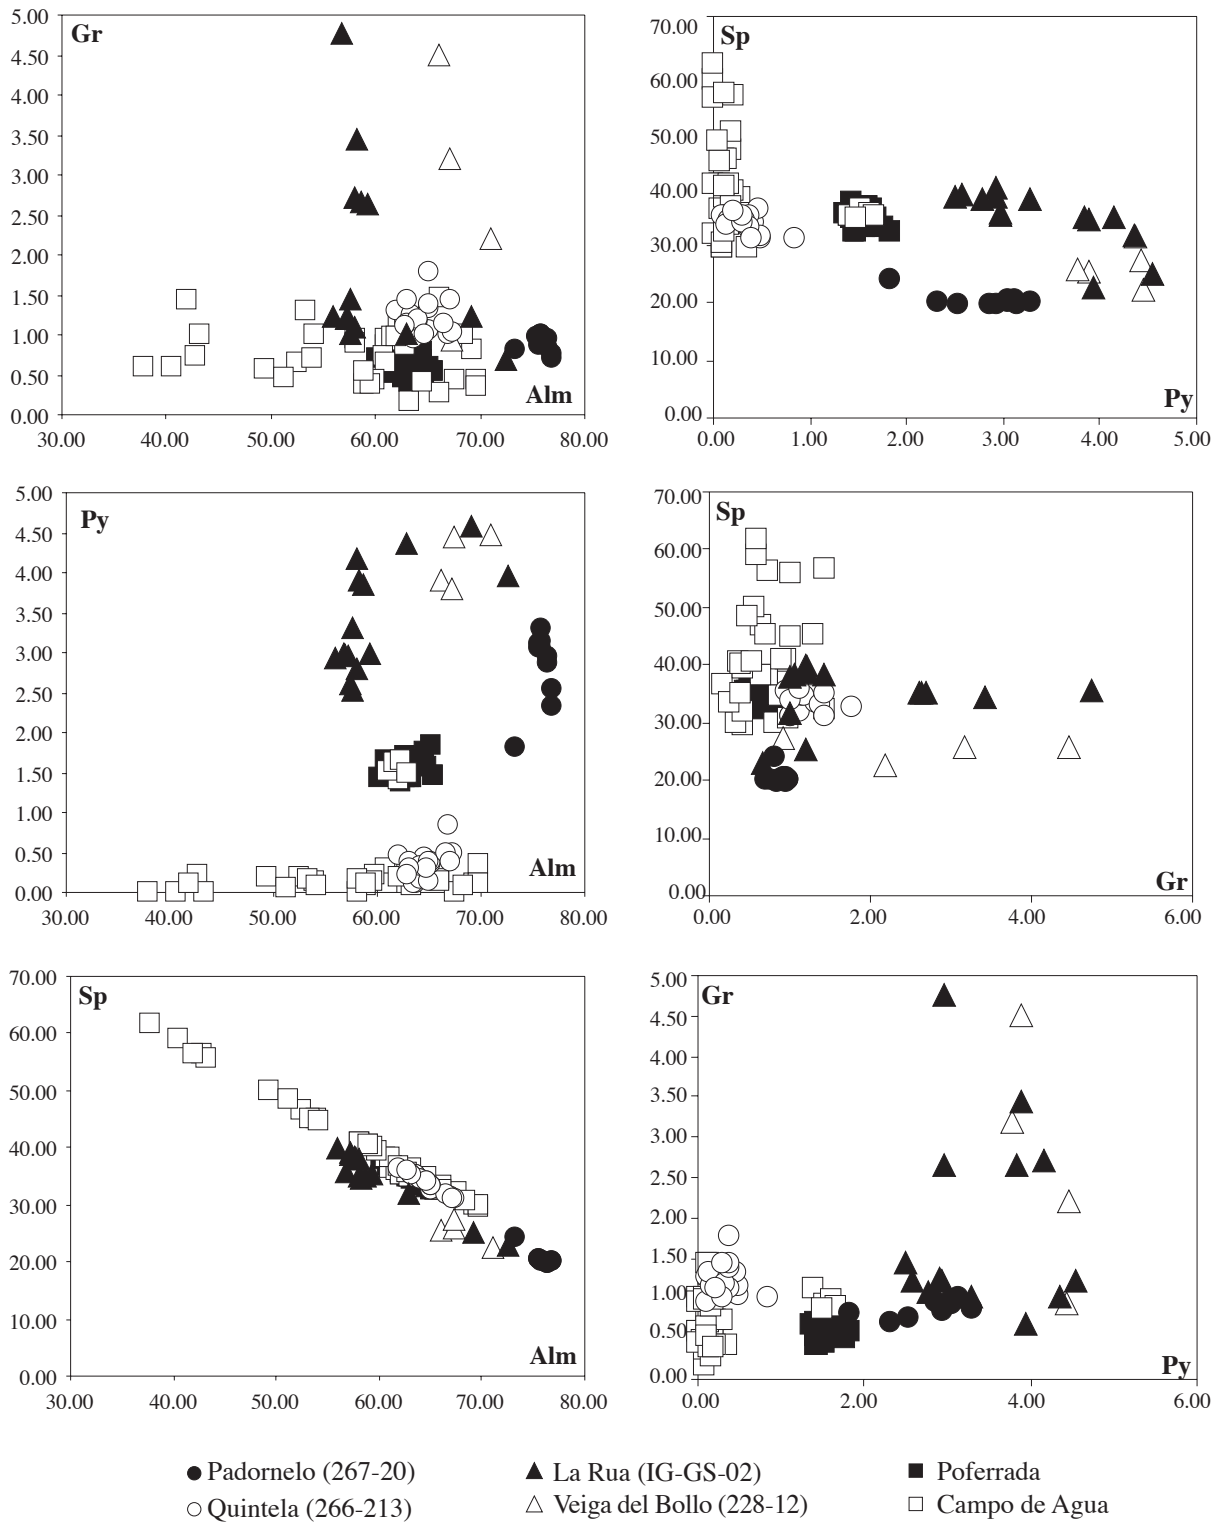 Gr
5.00
4.50
4.00
3.50
3.00
2.50
2.00
1.50
1.00
0.50
0.00
Alm
30.00 40.00 50.00 60.00 70.00 80.00
Sp
70.00
60.00
50.00
40.00
30.00
20.00
10.00
0.00
Py
0.00 1.00 2.00 3.00 4.00 5.00
Py
5.00
4.50
4.00
3.50
3.00
2.50
2.00
1.50
1.00
0.50
0.00
Alm
30.00 40.00 50.00 60.00 70.00 80.00
Sp
70.00
60.00
50.00
40.00
30.00
20.00
10.00
0.00
Gr
0.00 2.00 4.00 6.00
Sp
70.00
60.00
50.00
40.00
30.00
20.00
10.00
0.00
Alm
30.00 40.00 50.00 60.00 70.00 80.00
Gr
5.00
4.50
4.00
3.50
3.00
2.50
2.00
1.50
1.00
0.50
0.00
Py
0.00 2.00 4.00 6.00
Padornelo (267-20) La Rua (IG-GS-02) Poferrada
Quintela (266-213) Veiga del Bollo (228-12) Campo de Agua